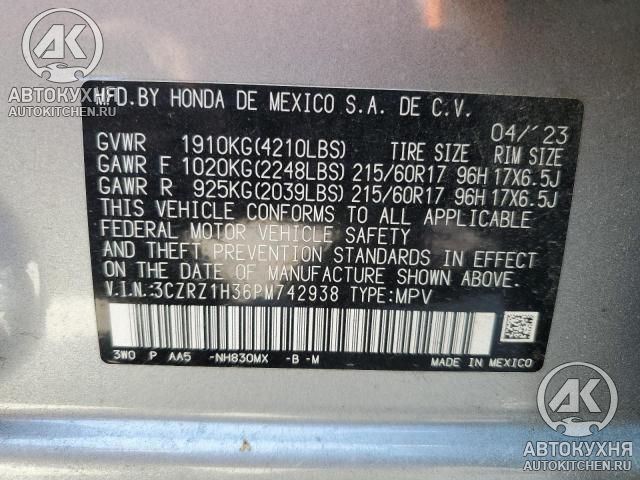 AK
АВТОКУХНЯ
AUTOKITCHEN.RU
MFD.BY HONDA DE MEXICO S.A. DE C.V.
04/'23
GVWR 1910KG(4210LBS) TIRE SIZE RIM SIZE
GAWR F 1020KG(2248LBS) 215/60R17 96H 17X6.5J
GAWR R 925KG(2039LBS) 215/60R17 96H 17X6.5J
THIS VEHICLE CONFORMS TO ALL APPLICABLE
FEDERAL MOTOR VEHICLE SAFETY
AND THEFT PREVENTION STANDARDS IN EFFECT
ON THE DATE OF MANUFACTURE SHOWN ABOVE.
V.I.N.:3CZRZ1H36PM742938 TYPE:MPV
3W0 P AA5 -NH830MX -B -M
MADE IN MEXICO
AK
АВТОКУХНЯ
AUTOKITCHEN.RU